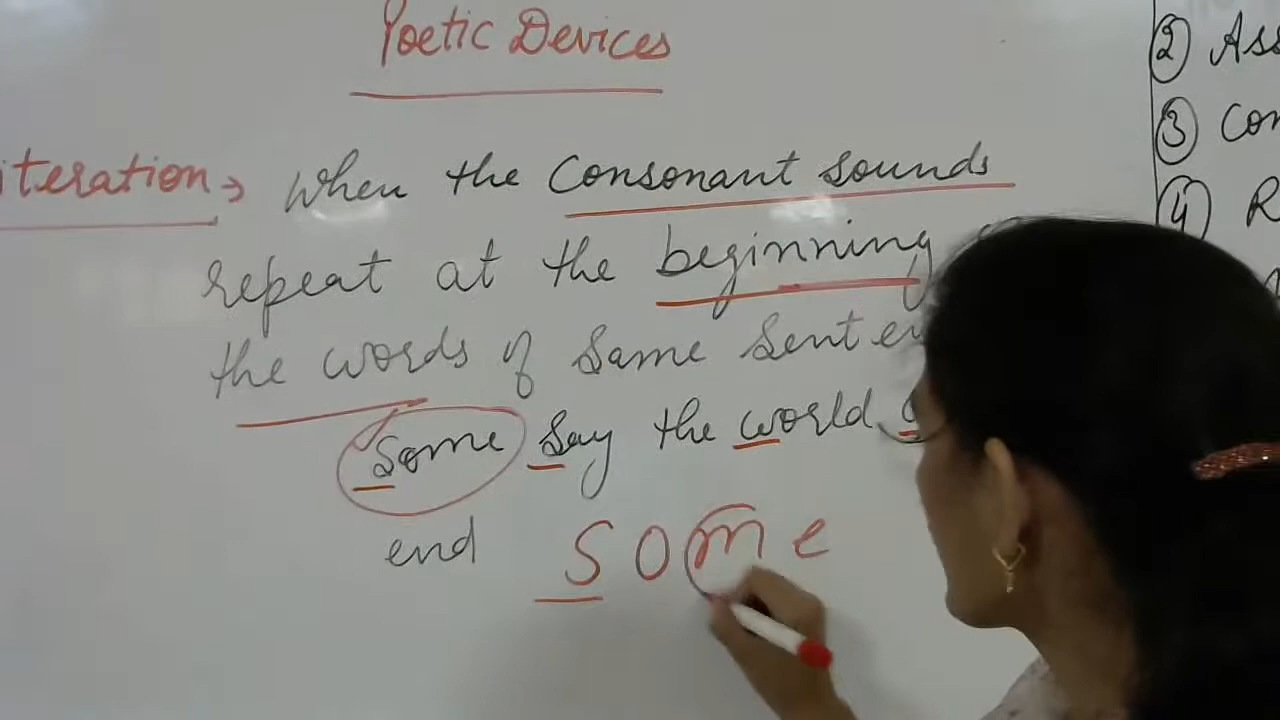 Poetic Devices
iteration → When the Consonant sounds
repeat at the beginning
the words of Same Senten
Some Say the world
end Some
② Ass
③ Con
④ R